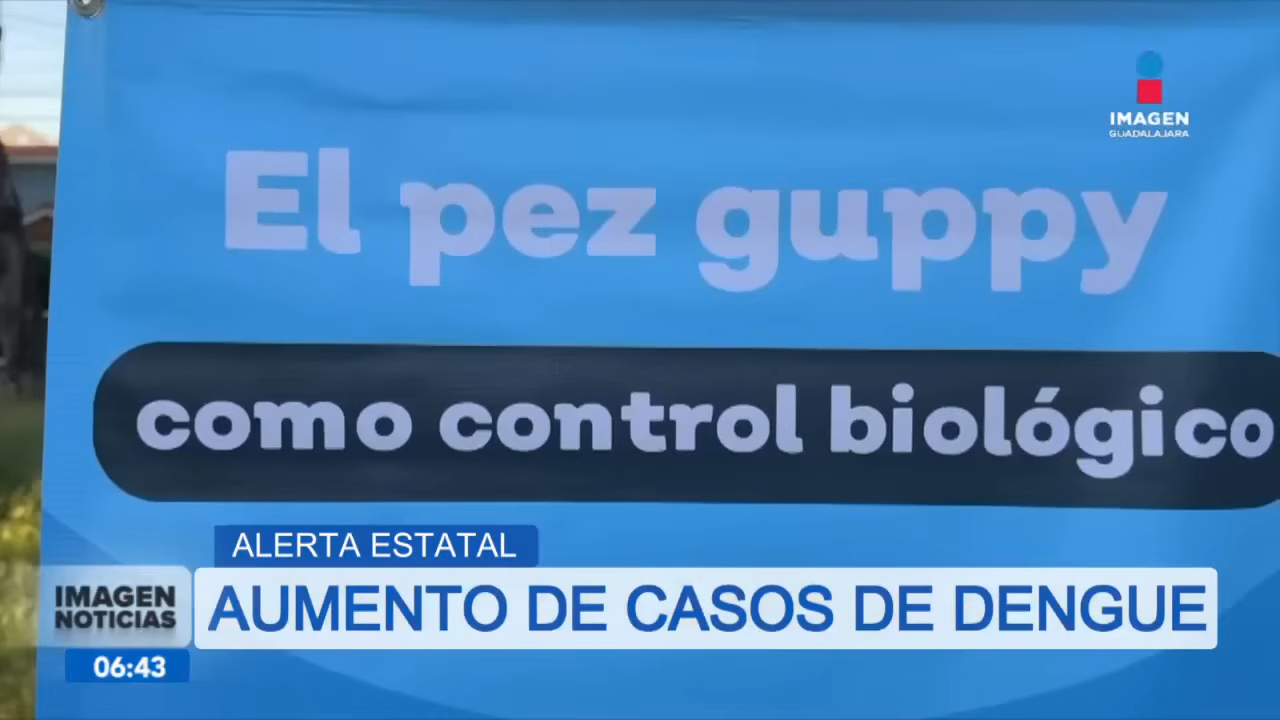 IMAGEN
GUADALAJARA
El pez guppy
como control biológico
ALERTA ESTATAL
IMAGEN
NOTICIAS
AUMENTO DE CASOS DE DENGUE
06:43